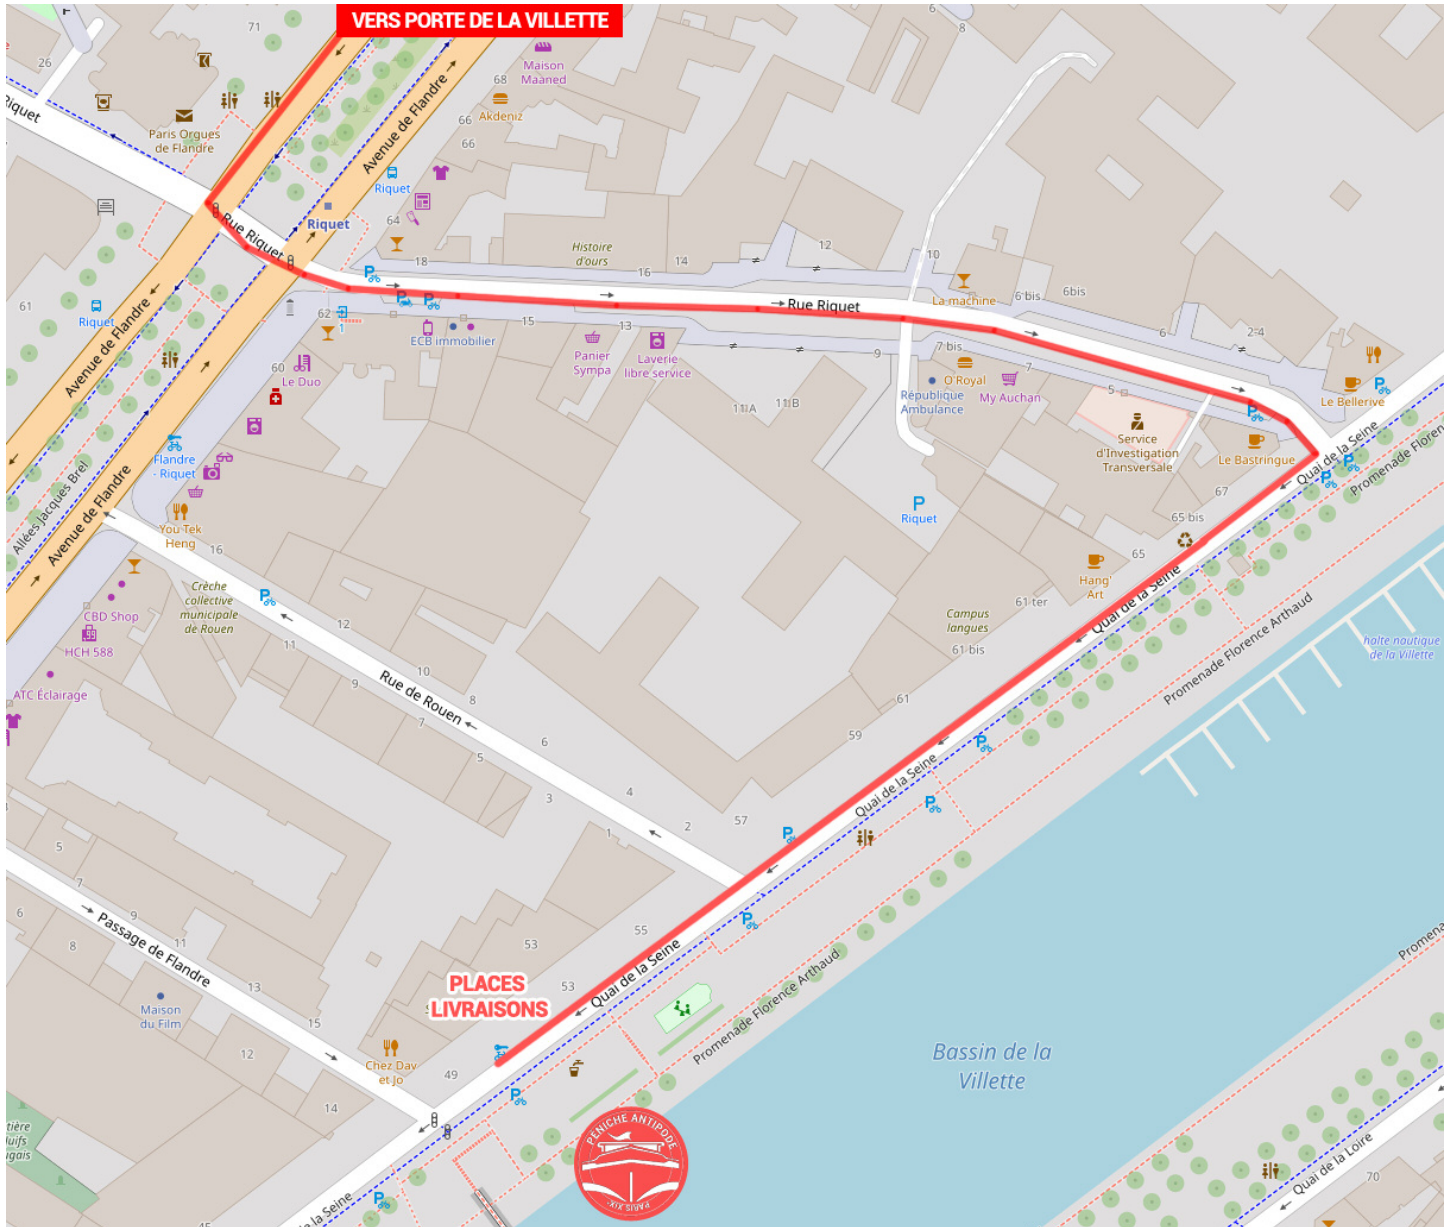 VERS PORTE DE LA VILLETTE
71
26
Riquet
Paris Orgues
de Flandre
Maison
Maaned
68
Akdeniz
66
66
Avenue de Flandre
6
8
Riquet
Riquet
64
Rue Riquet
Histoire
d'ours
18
16
14
12
10
La machine
6 bis
6bis
6
2-4
Rue Riquet
61
Riquet
Avenue de Flandre
62
1
ECB immobilier
15
13
Panier
Sympa
Laverie
libre service
9
7 bis
7
5
O'Royal
My Auchan
République
Ambulance
Le Bellerive
60
Le Duo
11 A
11 B
Service
d'Investigation
Transversale
Le Bastringue
Quai de la Seine
Promenade Floren
Flandre
- Riquet
Allées Jacques Brel
Avenue de Flandre
You Tek
Heng
16
Riquet
67
65 bis
65
Hang'
Art
61 ter
Campus
langues
61 bis
Quai de la Seine
Promenade Florence Arthaud
halte nautique
de la Villette
Crèche
collective
municipale
de Rouen
CBD Shop
HCH 588
ATC Éclairage
12
11
10
9
8
Rue de Rouen
7
6
5
4
3
2
1
61
59
57
Quai de la Seine
5
7
6
9
8
11
Passage de Flandre
13
15
12
14
Maison
du Film
Chez Dav
et Jo
53
55
53
Quai de la Seine
PLACES
LIVRAISONS
49
Promenade Florence Arthaud
Bassin de la
Villette
Promena
PENICHE ANTIPODE
PARIS XIX
tière
uifs
ugais
la Seine
45
Quai de la Loire
70